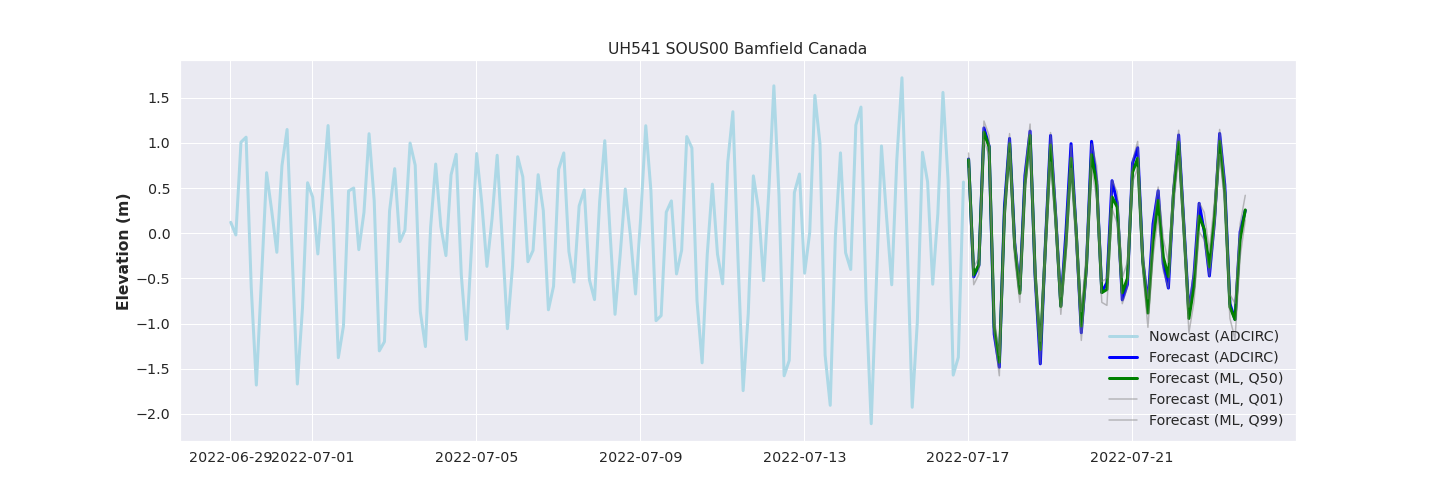 UH541 SOUS00 Bamfield Canada
Elevation (m)
1.5
1.0
0.5
0.0
−0.5
−1.0
−1.5
−2.0
Nowcast (ADCIRC)
Forecast (ADCIRC)
Forecast (ML, Q50)
Forecast (ML, Q01)
Forecast (ML, Q99)
2022-06-29 2022-07-01 2022-07-05 2022-07-09 2022-07-13 2022-07-17 2022-07-21